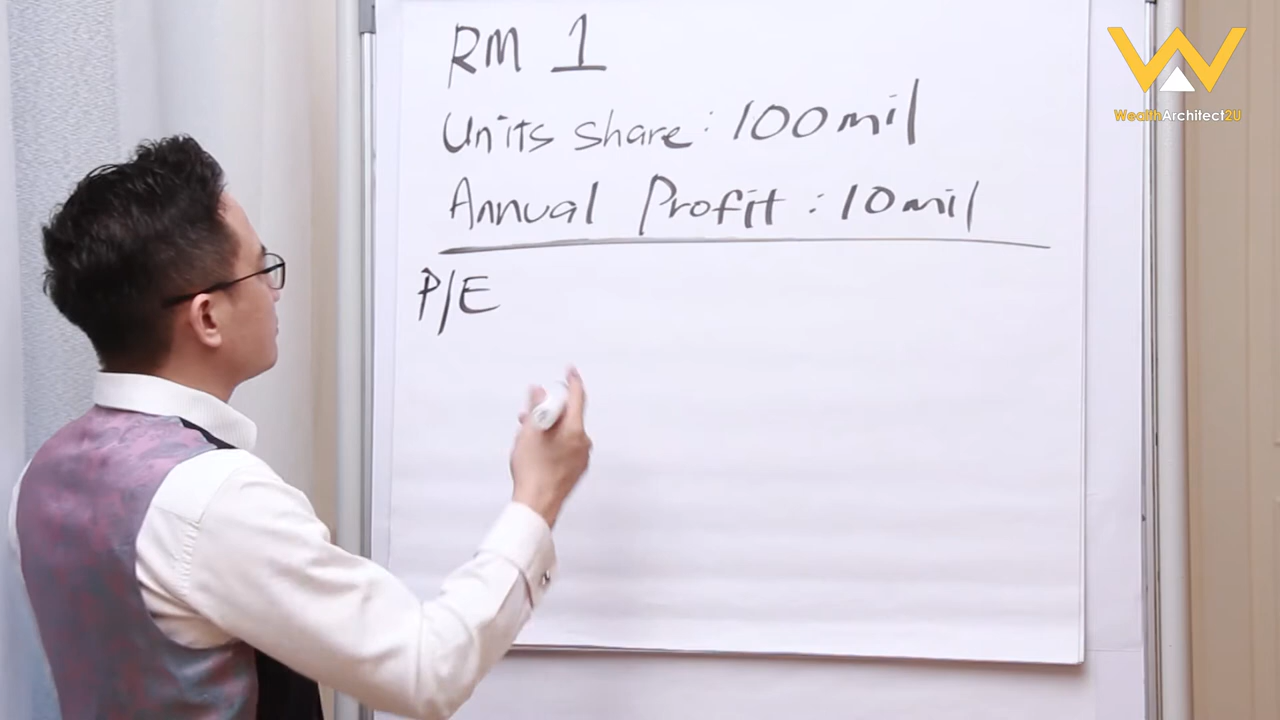 RM 1
Units share : 100 mil
Annual Profit : 10 mil
P/E
WealthArchitect2U